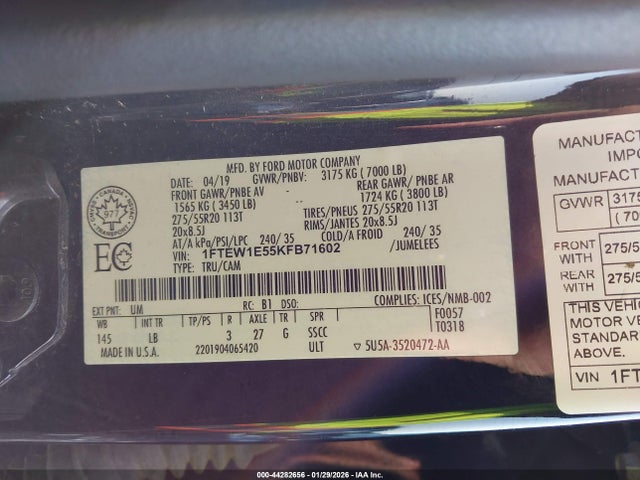 MFD. BY FORD MOTOR COMPANY
DATE: 04/19 GVWR/PNBV: 3175 KG ( 7000 LB)
FRONT GAWR/PNBE AV
1565 KG ( 3450 LB)
REAR GAWR/ PNBE AR
1724 KG ( 3800 LB)
275/55R20 113T
TIRES/PNEUS 275/55R20 113T
20x8.5J
RIMS/JANTES 20x8.5J
AT/A kPa/PSI/LPC 240/ 35
COLD/A FROID 240/ 35
VIN: 1FTEW1E55KFB71602 /JUMELEES
TYPE: TRU/CAM
CANADA
977
EC
COMPLIES: ICES/NMB-002
EXT PNT: UM RC: B1 DSO:
F0057
T0318
WB INT TR TP/PS R AXLE TR SPR
145 LB 3 27 G SSCC
MADE IN U.S.A. 2201904065420 ULT ▽ 5U5A-3520472-AA
MANUFACT
IMPO
GVWR 3175
( 70
FRONT WITH 275/5
REAR WITH 275/5
THIS VEHIC
MOTOR VE
STANDARD
ABOVE.
VIN 1FT
000-44282656 - 01/29/2026 - IAA Inc.